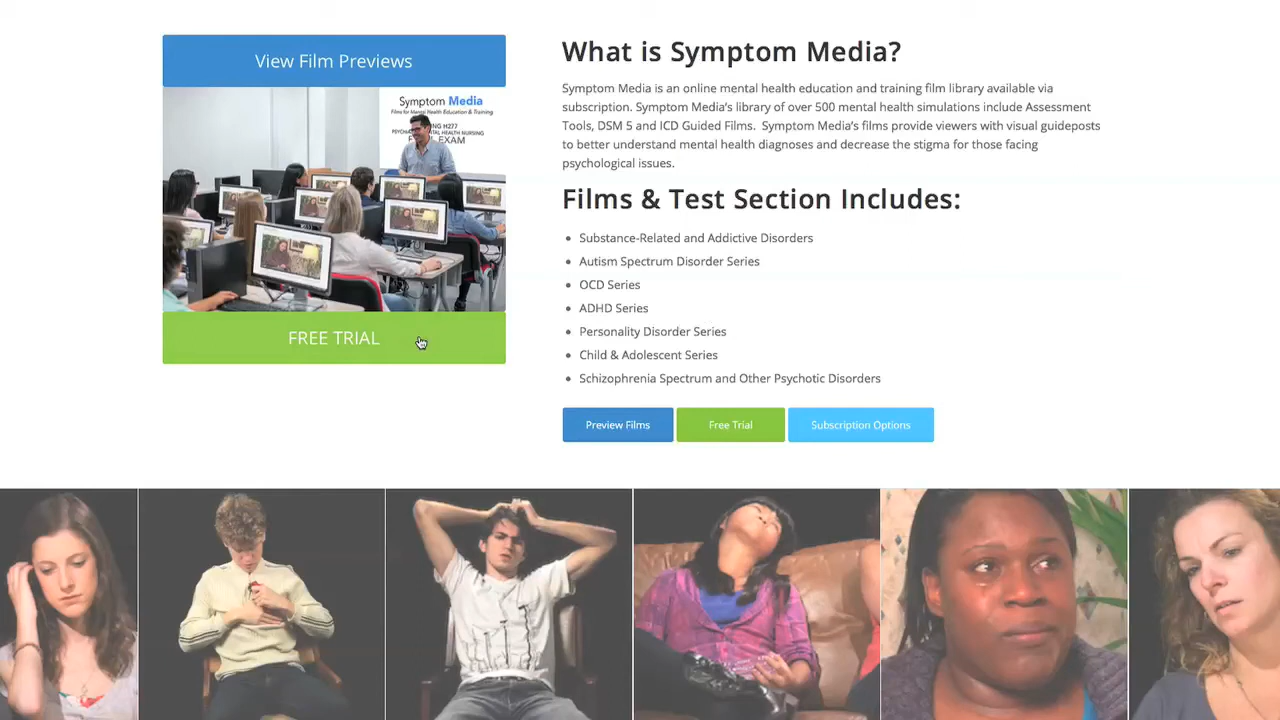 View Film Previews
Symptom Media
Films for Mental Health Education & Training
FREE TRIAL
What is Symptom Media?
Symptom Media is an online mental health education and training film library available via
subscription. Symptom Media's library of over 500 mental health simulations include Assessment
Tools, DSM 5 and ICD Guided Films. Symptom Media's films provide viewers with visual guideposts
to better understand mental health diagnoses and decrease the stigma for those facing
psychological issues.
Films & Test Section Includes:
Substance-Related and Addictive Disorders
Autism Spectrum Disorder Series
OCD Series
ADHD Series
Personality Disorder Series
Child & Adolescent Series
Schizophrenia Spectrum and Other Psychotic Disorders
Preview Films
Free Trial
Subscription Options